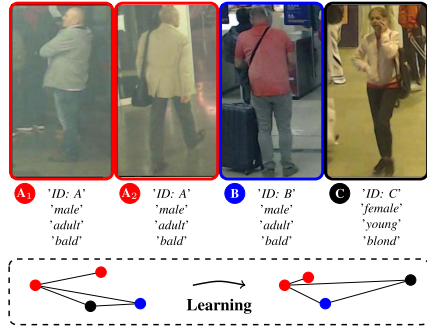 A1 'ID: A' A2 'ID: A' B 'ID: B' C 'ID: C'
'male' 'male' 'male' 'female'
'adult' 'adult' 'adult' 'young'
'bald' 'bald' 'bald' 'blond'
Learning